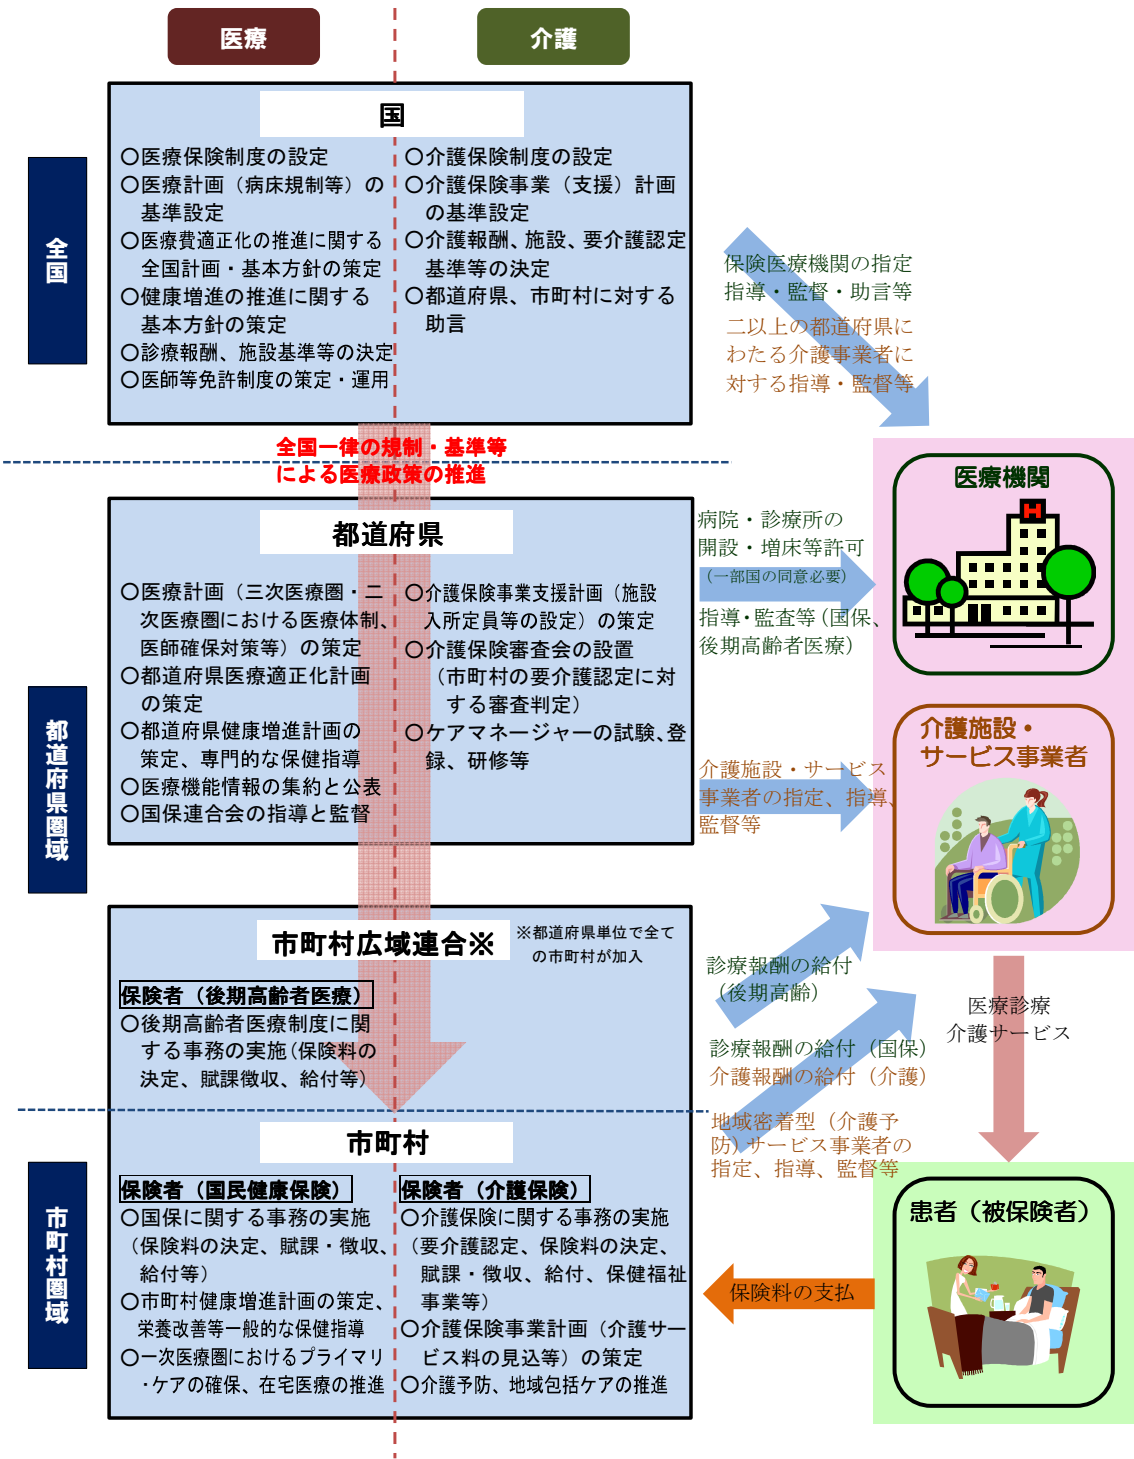 医療
介護
全国
国
〇医療保険制度の設定
〇医療計画（病床規制等）の
基準設定
〇医療費適正化の推進に関する
全国計画・基本方針の策定
〇健康増進の推進に関する
基本方針の策定
〇診療報酬、施設基準等の決定
〇医師等免許制度の策定・運用
〇介護保険制度の設定
〇介護保険事業（支援）計画
の基準設定
〇介護報酬、施設、要介護認定
基準等の決定
〇都道府県、市町村に対する
助言
保険医療機関の指定
指導・監督・助言等
二以上の都道府県に
わたる介護事業者に
対する指導・監督等
全国一律の規制・基準等
による医療政策の推進
都道府県圏域
都道府県
〇医療計画（三次医療圏・二
次医療圏における医療体制、
医師確保対策等）の策定
〇都道府県医療適正化計画
の策定
〇都道府県健康増進計画の
策定、専門的な保健指導
〇医療機能情報の集約と公表
〇国保連合会の指導と監督
〇介護保険事業支援計画（施設
入所定員等の設定）の策定
〇介護保険審査会の設置
（市町村の要介護認定に対
する審査判定）
〇ケアマネージャーの試験、登
録、研修等
病院・診療所の
開設・増床等許可
（一部国の同意必要）
指導・監査等（国保、
後期高齢者医療）
介護施設・サービス
事業者の指定、指導、
監督等
医療機関
H
介護施設・
サービス事業者
市町村広域連合※
※都道府県単位で全て
の市町村が加入
保険者（後期高齢者医療）
〇後期高齢者医療制度に関
する事務の実施（保険料の
決定、賦課徴収、給付等）
診療報酬の給付
（後期高齢）
診療報酬の給付（国保）
介護報酬の給付（介護）
地域密着型（介護予
防）サービス事業者の
指定、指導、監督等
医療診療
介護サービス
市町村圏域
市町村
保険者（国民健康保険）
〇国保に関する事務の実施
（保険料の決定、賦課・徴収、
給付等）
〇市町村健康増進計画の策定、
栄養改善等一般的な保健指導
〇一次医療圏におけるプライマリ
・ケアの確保、在宅医療の推進
保険者（介護保険）
〇介護保険に関する事務の実施
（要介護認定、保険料の決定、
賦課・徴収、給付、保健福祉
事業等）
〇介護保険事業計画（介護サー
ビス料の見込等）の策定
〇介護予防、地域包括ケアの推進
保険料の支払
患者（被保険者）